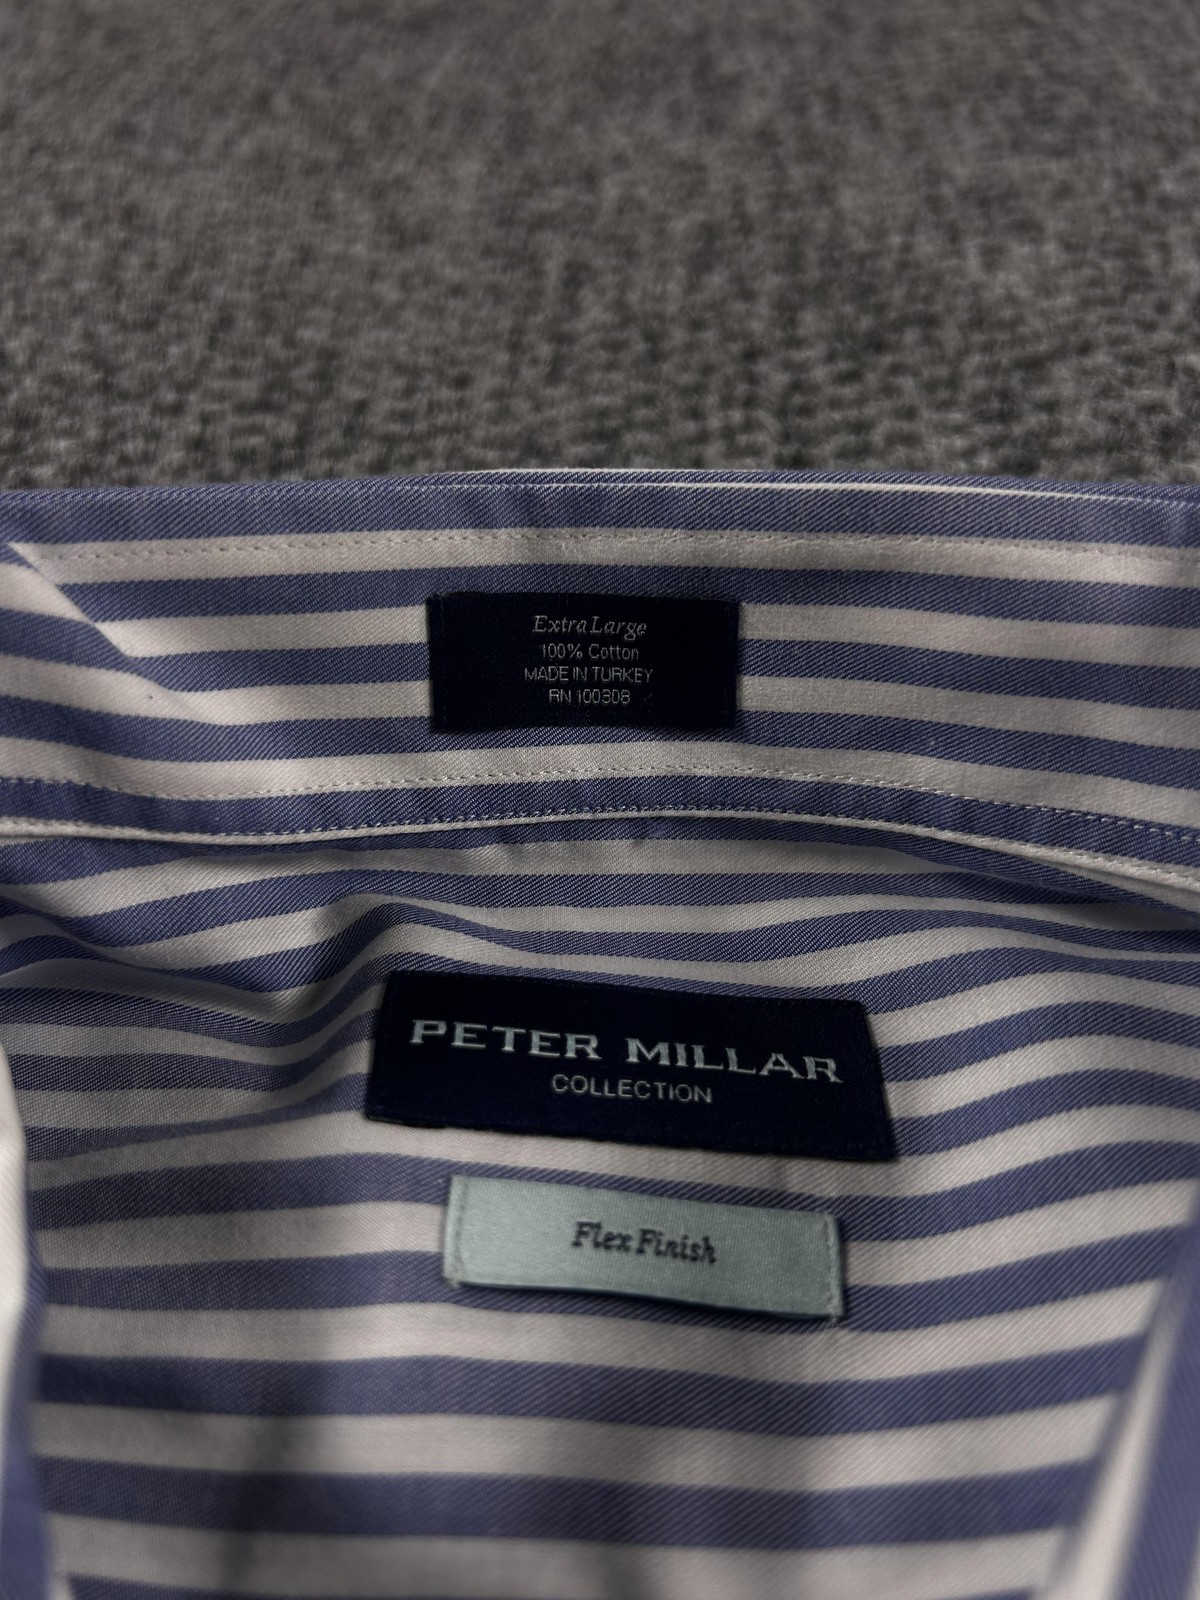 Extra Large
100% Cotton
MADE IN TURKEY
RN 100308
PETER MILLAR
COLLECTION
Flex Finish